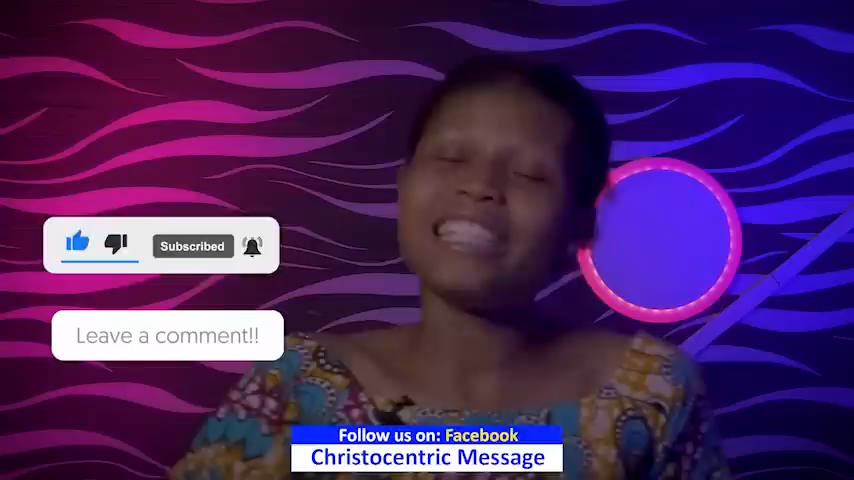 Subscribed
Leave a comment!!
Follow us on: Facebook
Christocentric Message